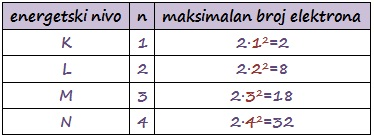 energetski nivo n maksimalan broj elektrona
K 1 2·1²=2
L 2 2·2²=8
M 3 2·3²=18
N 4 2·4²=32